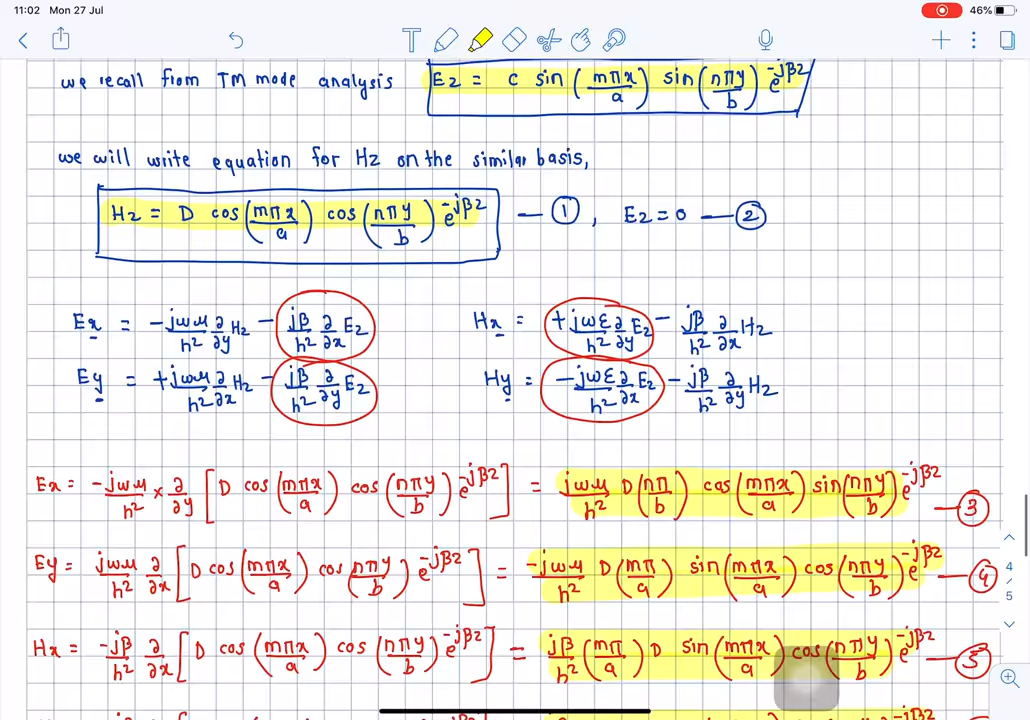 11:02 Mon 27 Jul 46%
we recall from TM mode analysis Ez = C sin (mπx/a) sin (nπy/b) e^-jβz
we will write equation for Hz on the similar basis,
Hz = D cos (mπx/a) cos (nπy/b) e^-jβz — ① , Ez = 0 — ②
Ex = -jωμ/h² ∂/∂y Hz - jβ/h² ∂/∂x Ez Hx = +jωε/h² ∂/∂y Ez - jβ/h² ∂/∂x Hz
Ey = +jωμ/h² ∂/∂x Hz - jβ/h² ∂/∂y Ez Hy = -jωε/h² ∂/∂x Ez - jβ/h² ∂/∂y Hz
Ex = -jωμ/h² × ∂/∂y [D cos (mπx/a) cos (nπy/b) e^-jβz] = jωμ/h² D (nπ/b) cos (mπx/a) sin (nπy/b) e^-jβz — ③
Ey = jωμ/h² ∂/∂x [D cos (mπx/a) cos (nπy/b) e^-jβz] = -jωμ/h² D (mπ/a) sin (mπx/a) cos (nπy/b) e^-jβz — ④
Hx = -jβ/h² ∂/∂x [D cos (mπx/a) cos (nπy/b) e^-jβz] = jβ/h² (mπ/a) D sin (mπx/a) cos (nπy/b) e^-jβz — ⑤
4/5